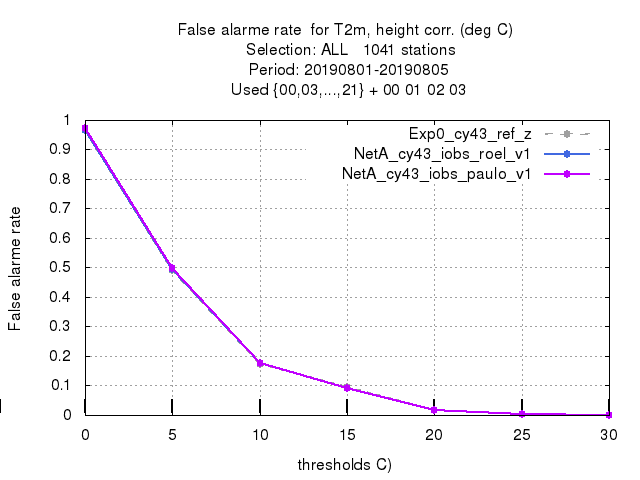 False alarme rate  for T2m, height corr. (deg C)
Selection: ALL   1041 stations
Period: 20190801-20190805
Used {00,03,...,21} + 00 01 02 03
Exp0_cy43_ref_z
NetA_cy43_iobs_roel_v1
NetA_cy43_iobs_paulo_v1
False alarme rate
1
0.9
0.8
0.7
0.6
0.5
0.4
0.3
0.2
0.1
0
0 5 10 15 20 25 30
thresholds C)